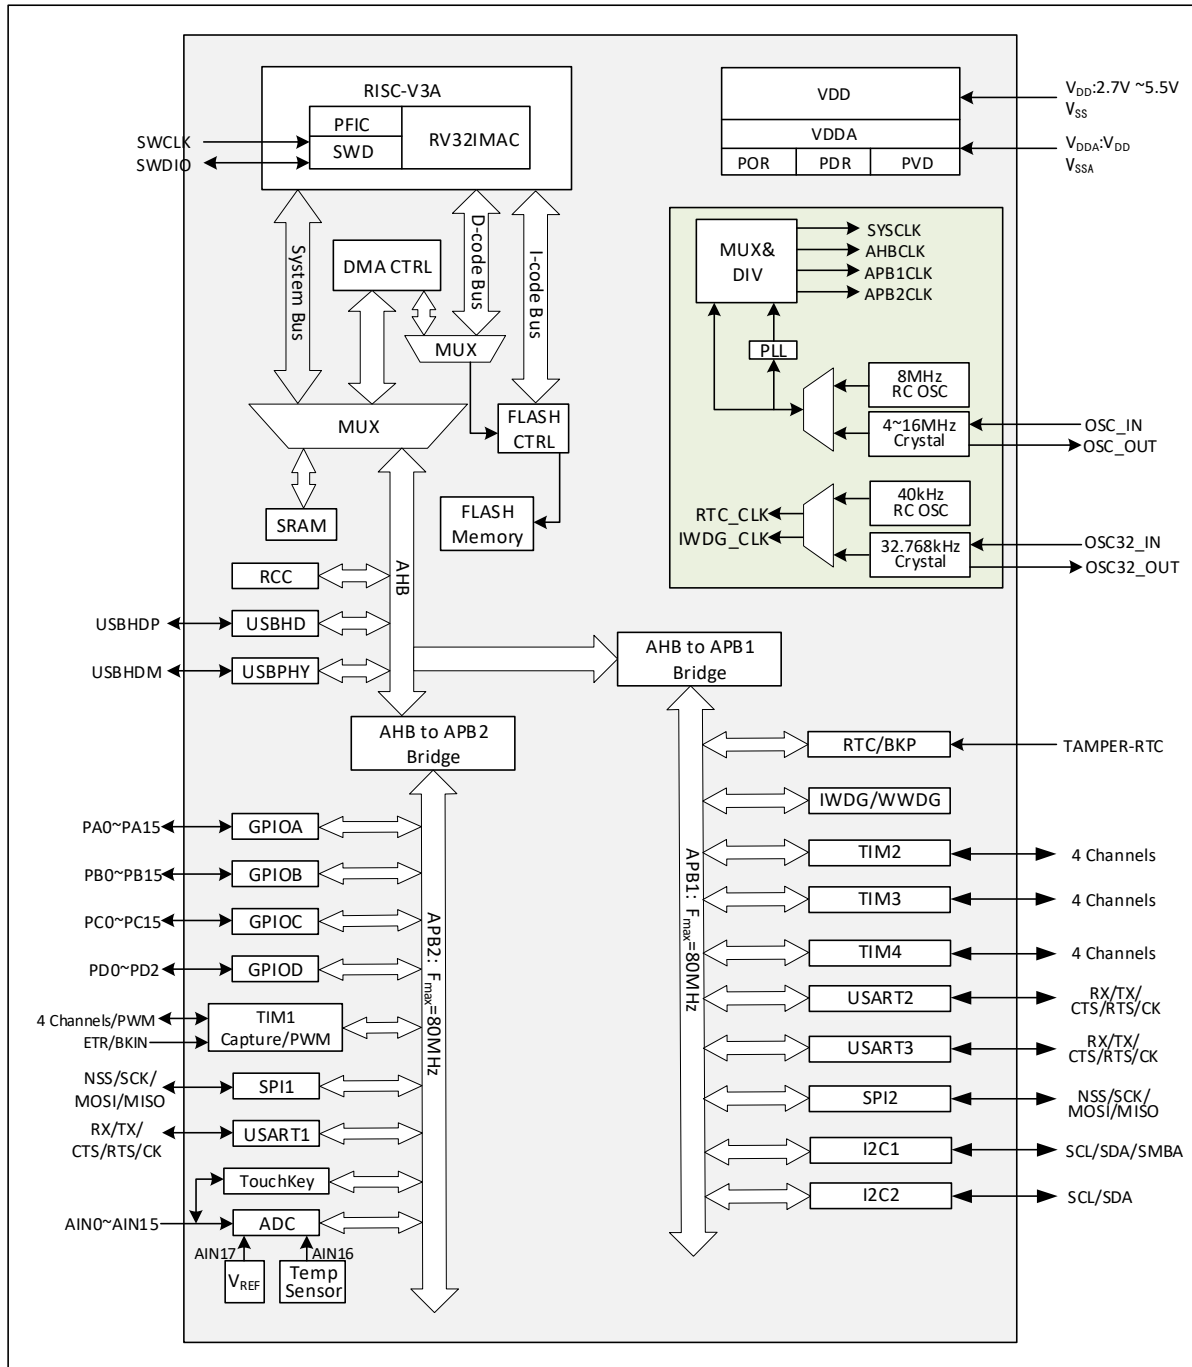 RISC-V3A
PFIC
SWD
RV32IMAC
SWCLK
SWDIO
VDD
VDDA
POR
PDR
PVD
VDD:2.7V ~5.5V
VSS
VDDA:VDD
VSSA
System Bus
DMA CTRL
D-code Bus
I-code Bus
MUX
MUX
FLASH
CTRL
SRAM
FLASH
Memory
MUX&
DIV
SYSCLK
AHBCLK
APB1CLK
APB2CLK
PLL
8MHz
RC OSC
4~16MHz
Crystal
OSC_IN
OSC_OUT
RTC_CLK
IWDG_CLK
40kHz
RC OSC
32.768kHz
Crystal
OSC32_IN
OSC32_OUT
RCC
AHB
USBHDP
USBHD
USBHDM
USBPHY
AHB to APB1
Bridge
AHB to APB2
Bridge
PA0~PA15
GPIOA
PB0~PB15
GPIOB
PC0~PC15
GPIOC
PD0~PD2
GPIOD
4 Channels/PWM
ETR/BKIN
TIM1
Capture/PWM
NSS/SCK/
MOSI/MISO
SPI1
RX/TX/
CTS/RTS/CK
USART1
TouchKey
AIN0~AIN15
ADC
AIN17
AIN16
VREF
Temp
Sensor
APB2: Fmax=80MHz
APB1: Fmax=80MHz
RTC/BKP
TAMPER-RTC
IWDG/WWDG
TIM2
4 Channels
TIM3
4 Channels
TIM4
4 Channels
USART2
RX/TX/
CTS/RTS/CK
USART3
RX/TX/
CTS/RTS/CK
SPI2
NSS/SCK/
MOSI/MISO
I2C1
SCL/SDA/SMBA
I2C2
SCL/SDA